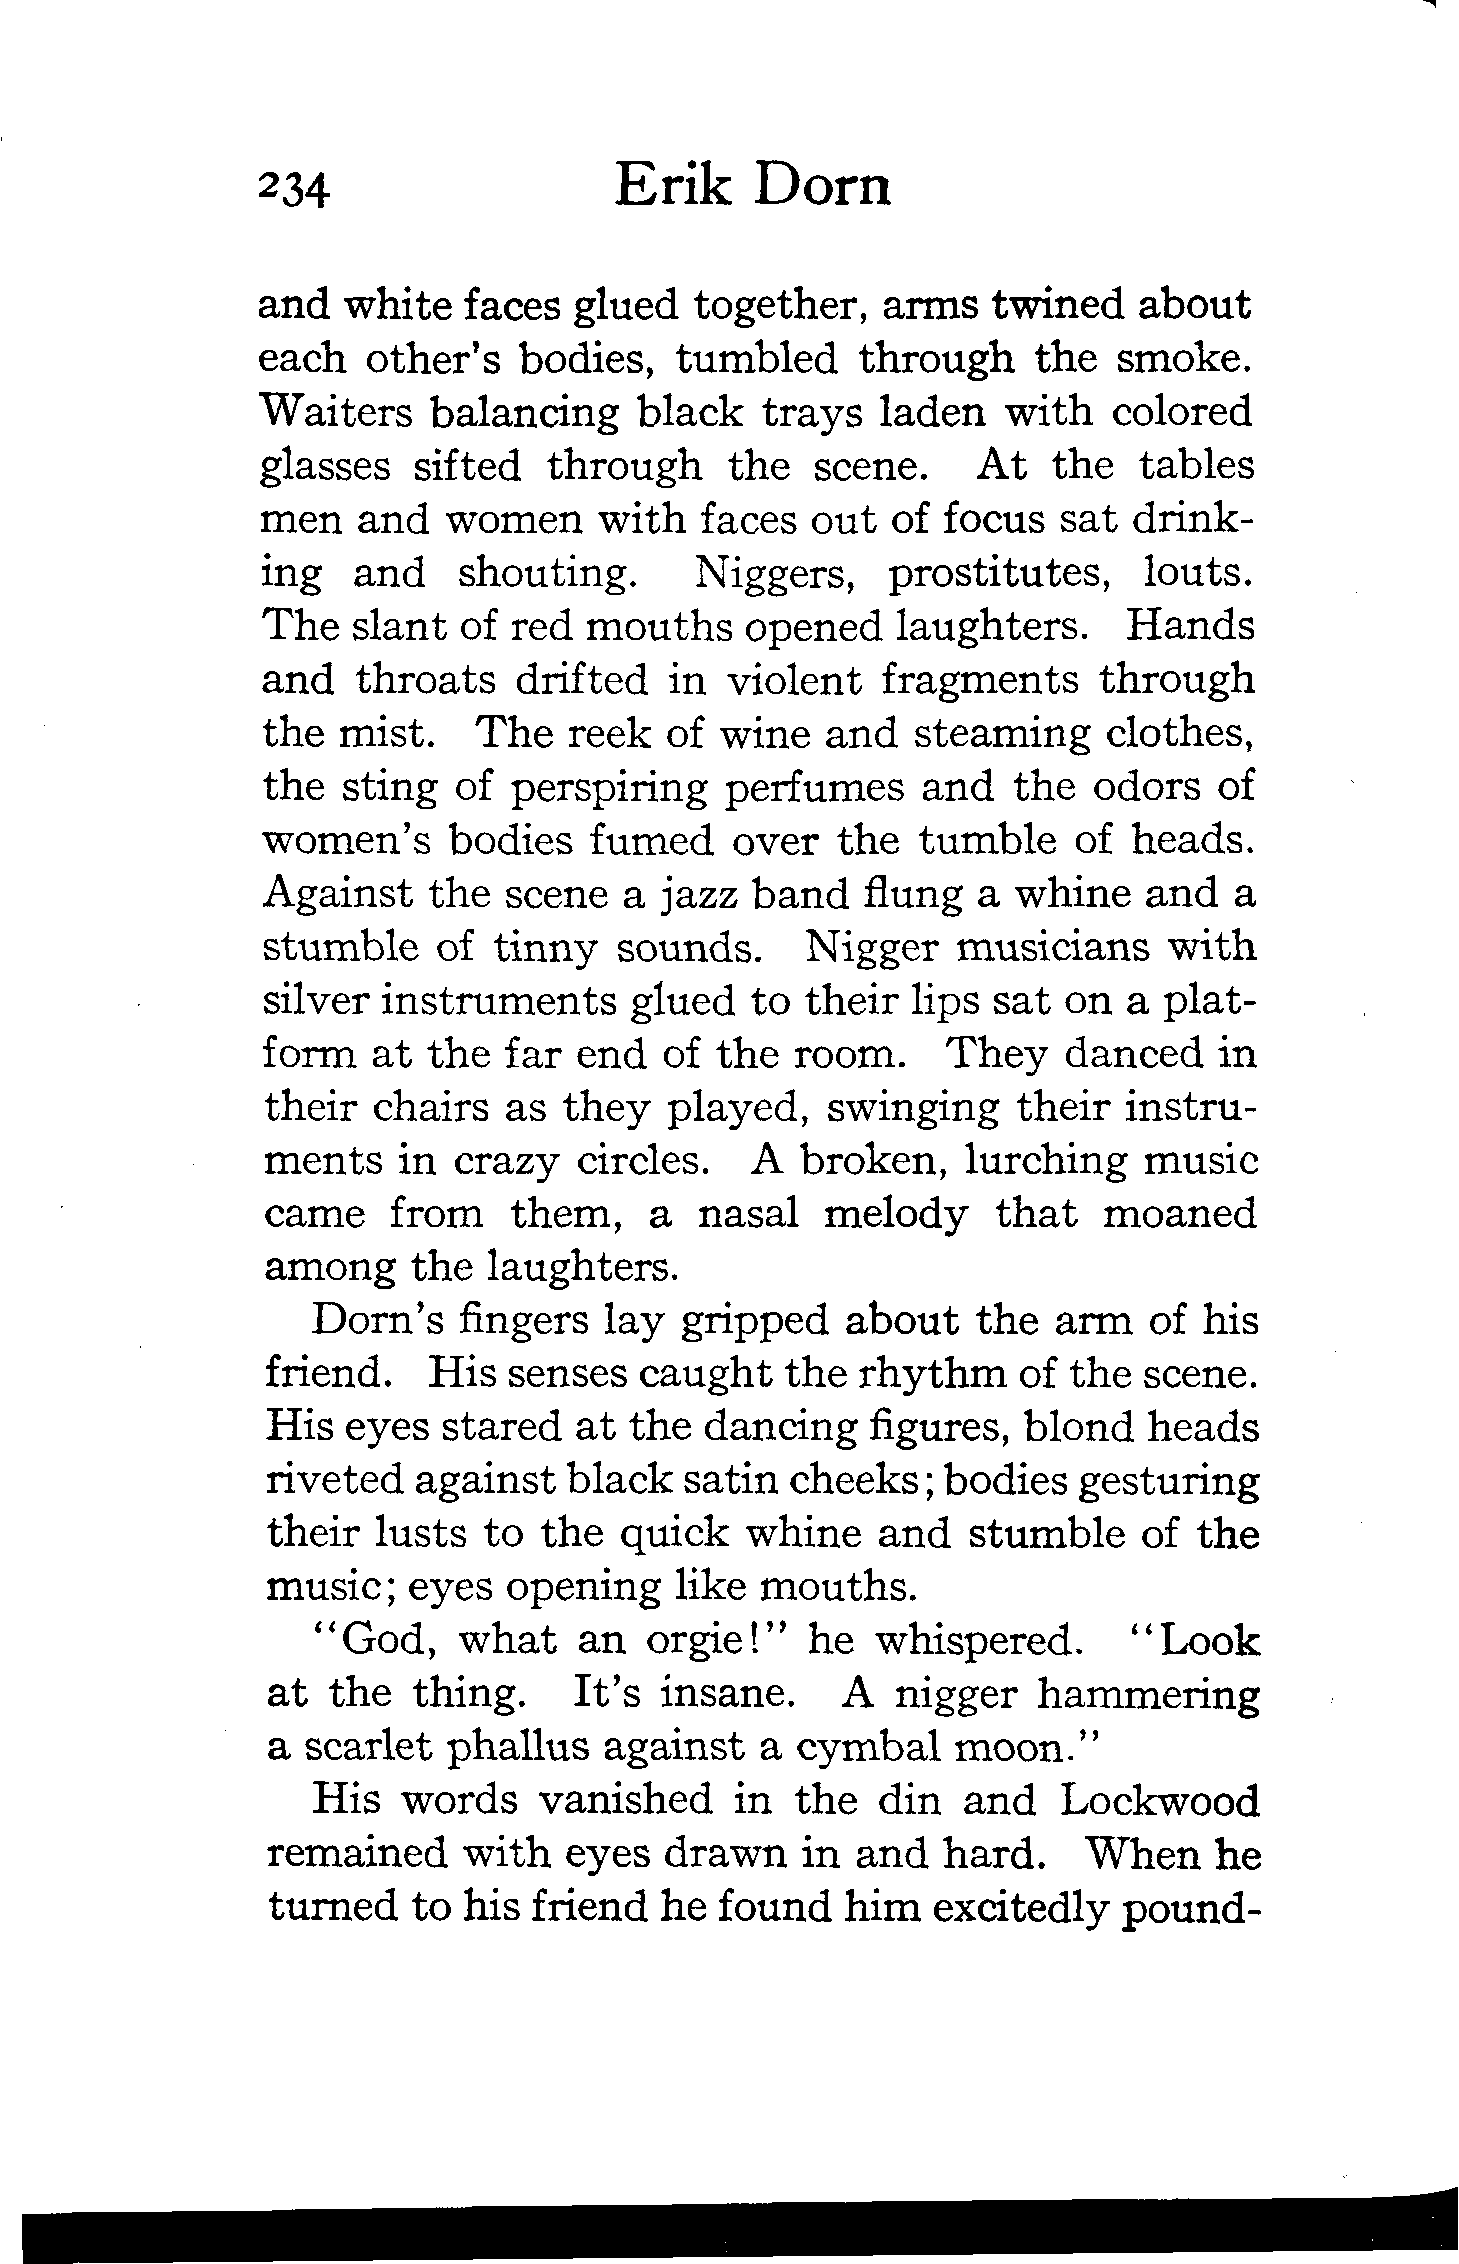 234 Erik Dorn
and white faces glued together, arms twined about
each other's bodies, tumbled through the smoke.
Waiters balancing black trays laden with colored
glasses sifted through the scene. At the tables
men and women with faces out of focus sat drink-
ing and shouting. Niggers, prostitutes, louts.
The slant of red mouths opened laughters. Hands
and throats drifted in violent fragments through
the mist. The reek of wine and steaming clothes,
the sting of perspiring perfumes and the odors of
women's bodies fumed over the tumble of heads.
Against the scene a jazz band flung a whine and a
stumble of tinny sounds. Nigger musicians with
silver instruments glued to their lips sat on a plat-
form at the far end of the room. They danced in
their chairs as they played, swinging their instru-
ments in crazy circles. A broken, lurching music
came from them, a nasal melody that moaned
among the laughters.
Dorn's fingers lay gripped about the arm of his
friend. His senses caught the rhythm of the scene.
His eyes stared at the dancing figures, blond heads
riveted against black satin cheeks; bodies gesturing
their lusts to the quick whine and stumble of the
music; eyes opening like mouths.
"God, what an orgie!" he whispered. "Look
at the thing. It's insane. A nigger hammering
a scarlet phallus against a cymbal moon."
His words vanished in the din and Lockwood
remained with eyes drawn in and hard. When he
turned to his friend he found him excitedly pound-